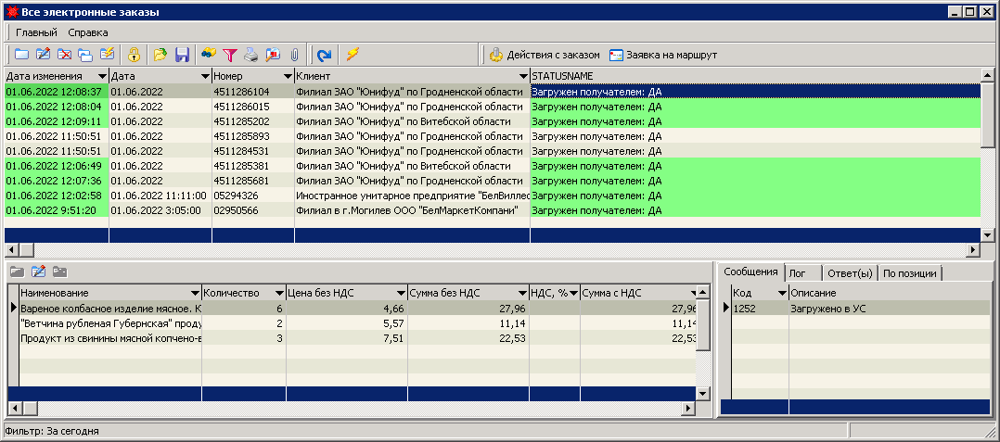 Все электронные заказы
Главный Справка
Действия с заказом Заявка на маршрут
Дата изменения Дата Номер Клиент STATUSNAME
01.06.2022 12:08:37 01.06.2022 4511286104 Филиал ЗАО "Юнифуд" по Гродненской области Загружен получателем: ДА
01.06.2022 12:08:04 01.06.2022 4511286015 Филиал ЗАО "Юнифуд" по Гродненской области Загружен получателем: ДА
01.06.2022 12:09:11 01.06.2022 4511285202 Филиал ЗАО "Юнифуд" по Витебской области Загружен получателем: ДА
01.06.2022 11:50:51 01.06.2022 4511285893 Филиал ЗАО "Юнифуд" по Гродненской области Загружен получателем: ДА
01.06.2022 11:50:51 01.06.2022 4511284531 Филиал ЗАО "Юнифуд" по Гродненской области Загружен получателем: ДА
01.06.2022 12:06:49 01.06.2022 4511285381 Филиал ЗАО "Юнифуд" по Витебской области Загружен получателем: ДА
01.06.2022 12:07:36 01.06.2022 4511285681 Филиал ЗАО "Юнифуд" по Гродненской области Загружен получателем: ДА
01.06.2022 12:02:58 01.06.2022 11:11:00 05294326 Иностранное унитарное предприятие "БелВиллес Загружен получателем: ДА
01.06.2022 9:51:20 01.06.2022 3:05:00 02950566 Филиал в г.Могилев ООО "БелМаркетКомпани" Загружен получателем: ДА
Наименование Количество Цена без НДС Сумма без НДС НДС, % Сумма с НДС
Вареное колбасное изделие мясное. К 6 4,66 27,96 27,96
"Ветчина рубленая Губернская" проду 2 5,57 11,14 11,14
Продукт из свинины мясной копчено-в 3 7,51 22,53 22,53
Сообщения Лог Ответ(ы) По позиции
Код Описание
1252 Загружено в УС
Фильтр: За сегодня